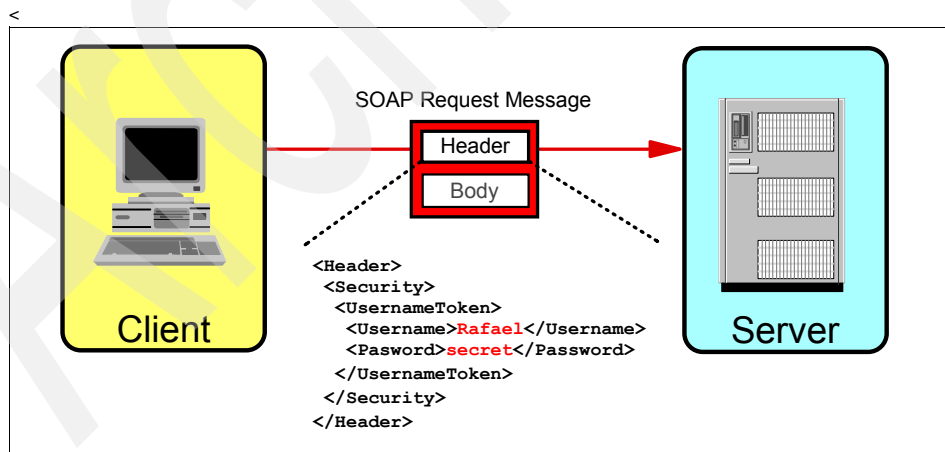 <
SOAP Request Message
Header
Body
<Header>
<Security>
<UsernameToken>
<Username>Rafael</Username>
<Pasword>secret</Password>
</UsernameToken>
</Security>
</Header>
Client
Server